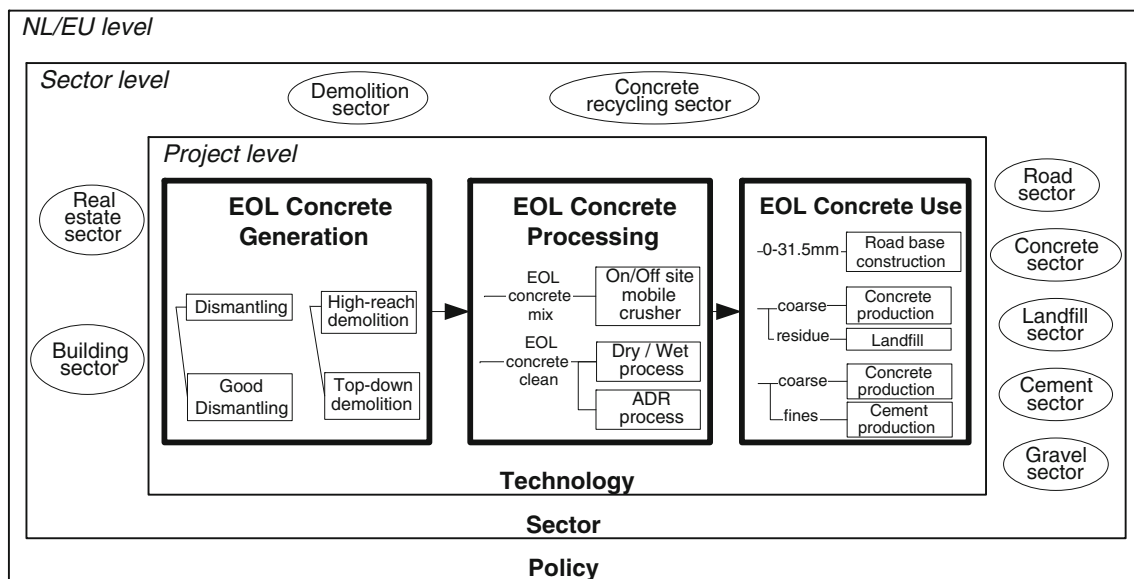 NL/EU level
Sector level
Demolition
sector
Concrete
recycling sector
Project level
Real
estate
sector
Building
sector
EOL Concrete
Generation
Dismantling
High-reach
demolition
Good
Dismantling
Top-down
demolition
EOL Concrete
Processing
EOL
concrete
mix
On/Off site
mobile
crusher
EOL
concrete
clean
Dry / Wet
process
ADR
process
EOL Concrete Use
0-31.5mm
Road base
construction
coarse
Concrete
production
residue
Landfill
coarse
Concrete
production
fines
Cement
production
Road
sector
Concrete
sector
Landfill
sector
Cement
sector
Gravel
sector
Technology
Sector
Policy